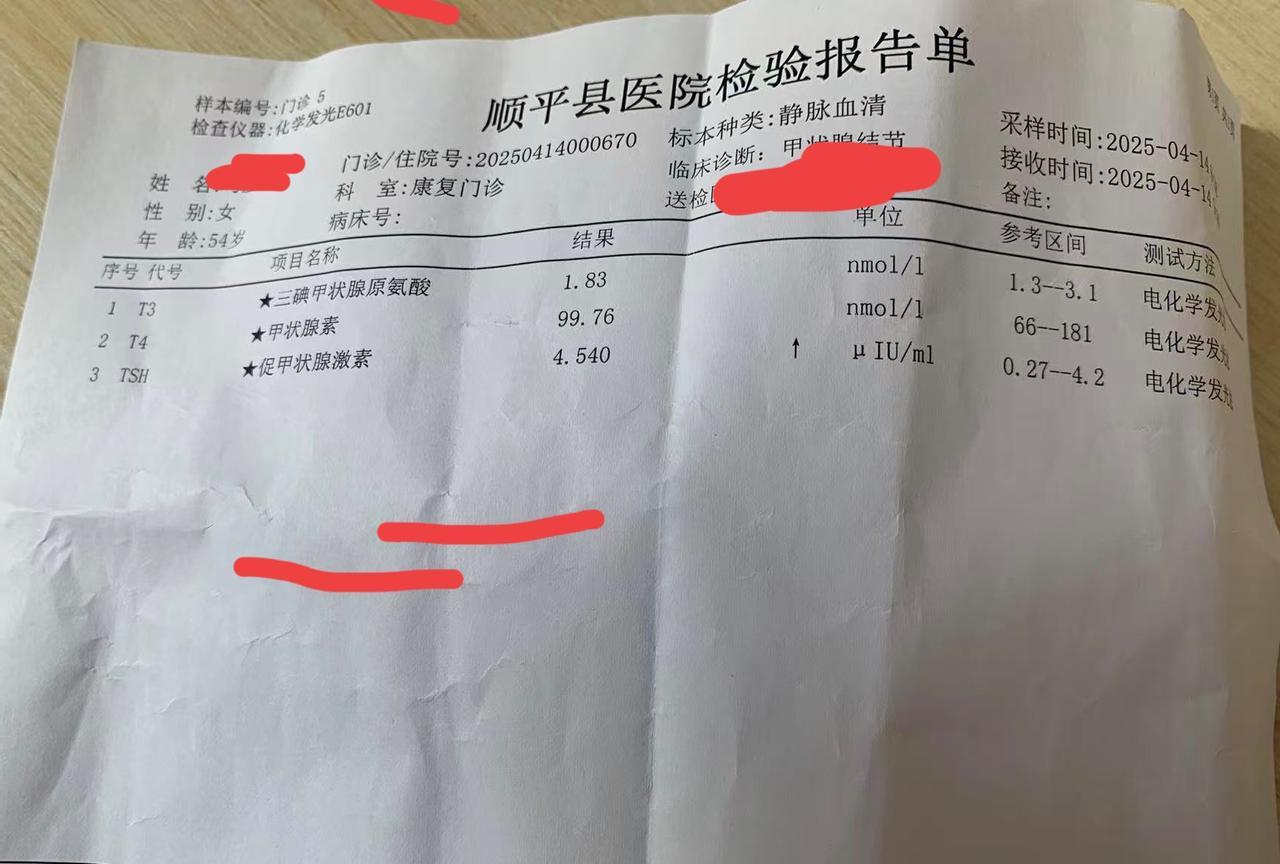 顺平县医院检验报告单
样本编号:门诊 5
检查仪器:化学发光E601
姓 名: 门诊/住院号:20250414000670 标本种类:静脉血清 采样时间:2025-04-14
性 别:女 科 室:康复门诊 临床诊断: 甲状腺结节 接收时间:2025-04-14
年 龄:54岁 病床号: 送检 备注:
序号 代号 项目名称 结果 单位 参考区间 测试方法
1 T3 ★三碘甲状腺原氨酸 1.83 nmol/l 1.3--3.1 电化学发光
2 T4 ★甲状腺素 99.76 nmol/l 66--181 电化学发光
3 TSH ★促甲状腺激素 4.540 ↑ μIU/ml 0.27--4.2 电化学发光